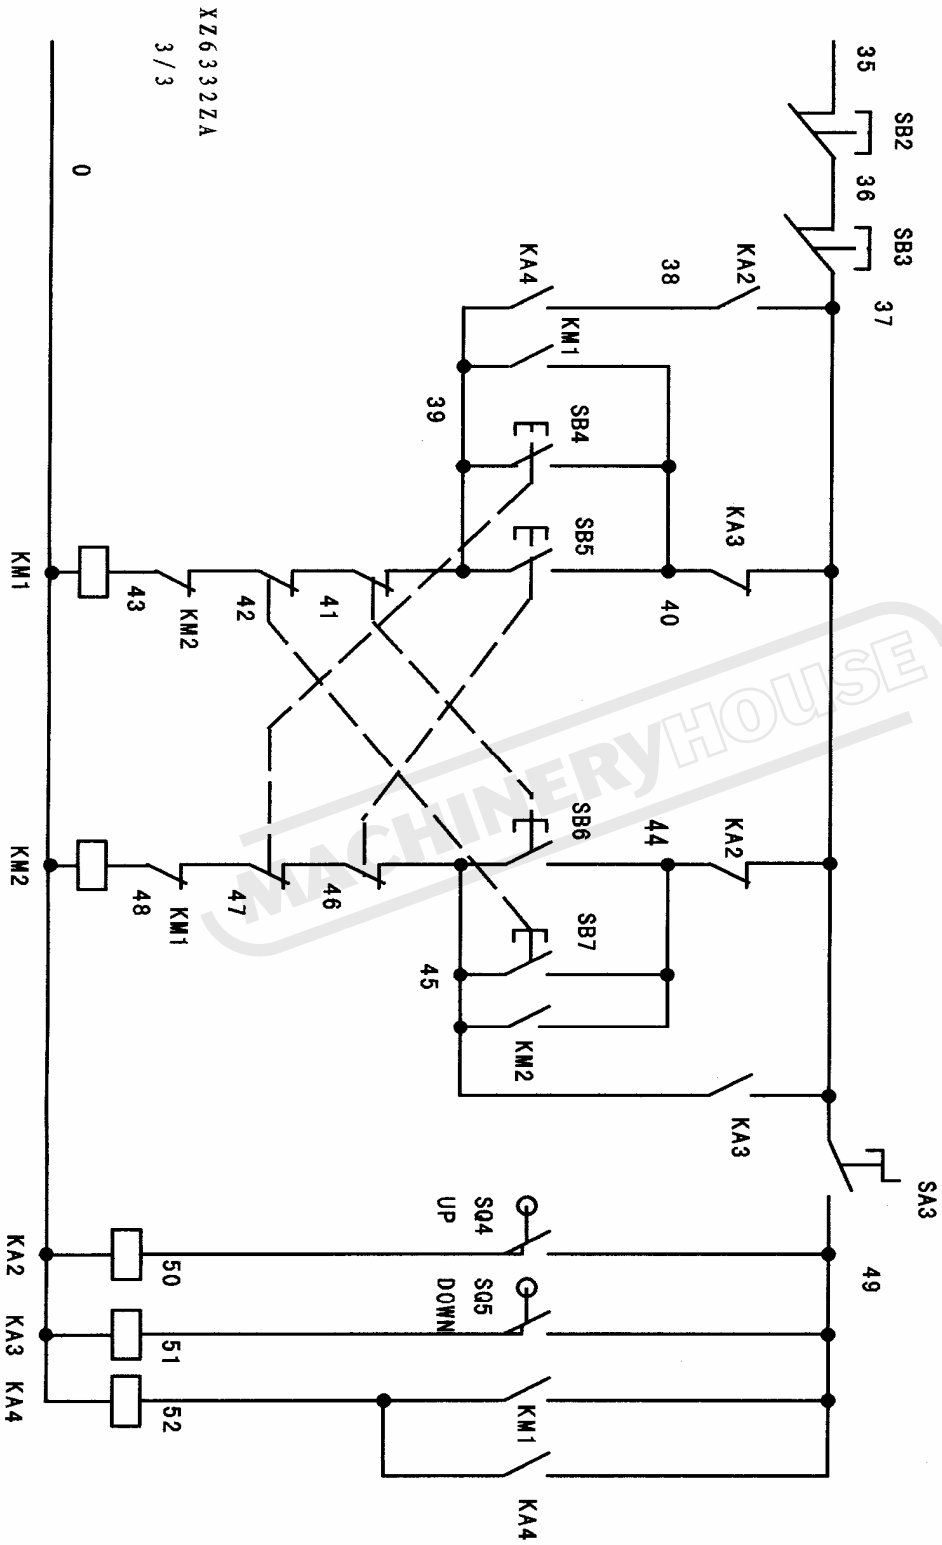 XZ6332ZA
3/3
0
35
SB2
36
SB3
37
KA2
38
KA4
KM1
39
SB4
SB5
KA3
40
41
42
KM2
43
KM1
SB6
44
KA2
46
47
KM1
48
KM2
SB7
45
KM2
KA3
SA3
49
SQ4
UP
50
KA2
SQ5
DOWN
51
KA3
KM1
52
KA4
KA4
MACHINERYHOUSE